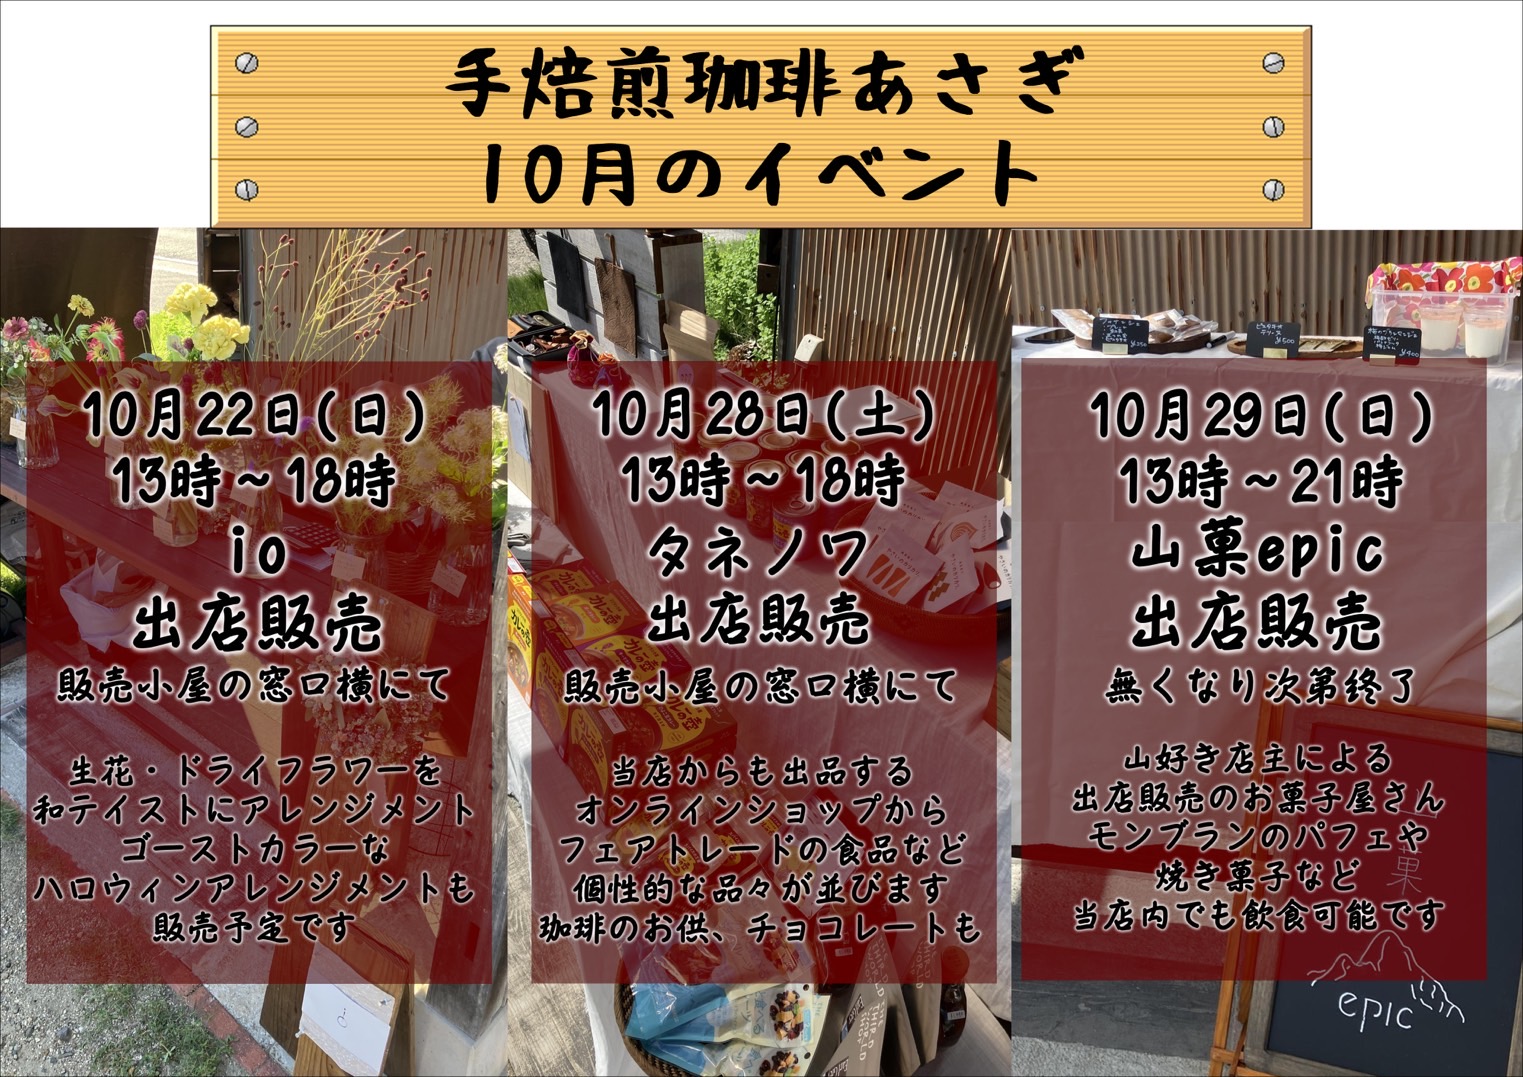 手焙煎珈琲あさぎ
10月のイベント
10月22日(日)
13時~18時
io
出店販売
販売小屋の窓口横にて
生花・ドライフラワーを
和テイストにアレンジメント
ゴーストカラーな
ハロウィンアレンジメントも
販売予定です
10月28日(土)
13時~18時
タネノワ
出店販売
販売小屋の窓口横にて
当店からも出品する
オンラインショップから
フェアトレードの食品など
個性的な品々が並びます
珈琲のお供、チョコレートも
10月29日(日)
13時~21時
山菓epic
出店販売
無くなり次第終了
山好き店主による
出店販売のお菓子屋さん
モンブランのパフェや
焼き菓子など
当店内でも飲食可能です
¥500
¥400
カレーの壺
カレーの壺
io
epic